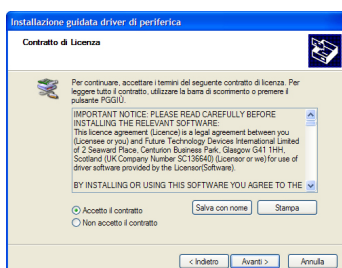 Installazione guidata driver di periferica
Contratto di Licenza
Per continuare, accettare i termini del seguente contratto di licenza. Per
leggere tutto il contratto, utilizzare la barra di scorrimento o premere il
pulsante PGGIÙ.
IMPORTANT NOTICE: PLEASE READ CAREFULLY BEFORE
INSTALLING THE RELEVANT SOFTWARE:
This licence agreement (Licence) is a legal agreement between you
(Licensee or you) and Future Technology Devices International Limited
of 2 Seaward Place, Centurion Business Park, Glasgow G41 1HH,
Scotland (UK Company Number SC136640) (Licensor or we) for use of
driver software provided by the Licensor(Software).
BY INSTALLING OR USING THIS SOFTWARE YOU AGREE TO THE
Accetto il contratto
Salva con nome
Stampa
Non accetto il contratto
< Indietro
Avanti >
Annulla